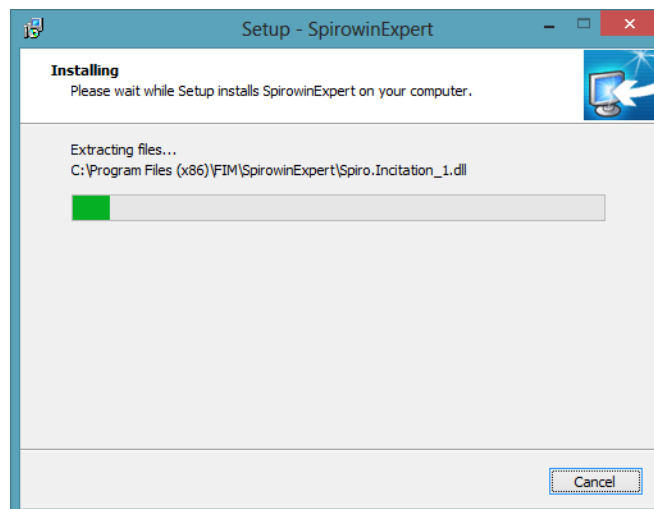 Setup - SpirowinExpert
Installing
Please wait while Setup installs SpirowinExpert on your computer.
Extracting files...
C:\Program Files (x86)\FIM\SpirowinExpert\Spiro.Incitation_1.dll
Cancel